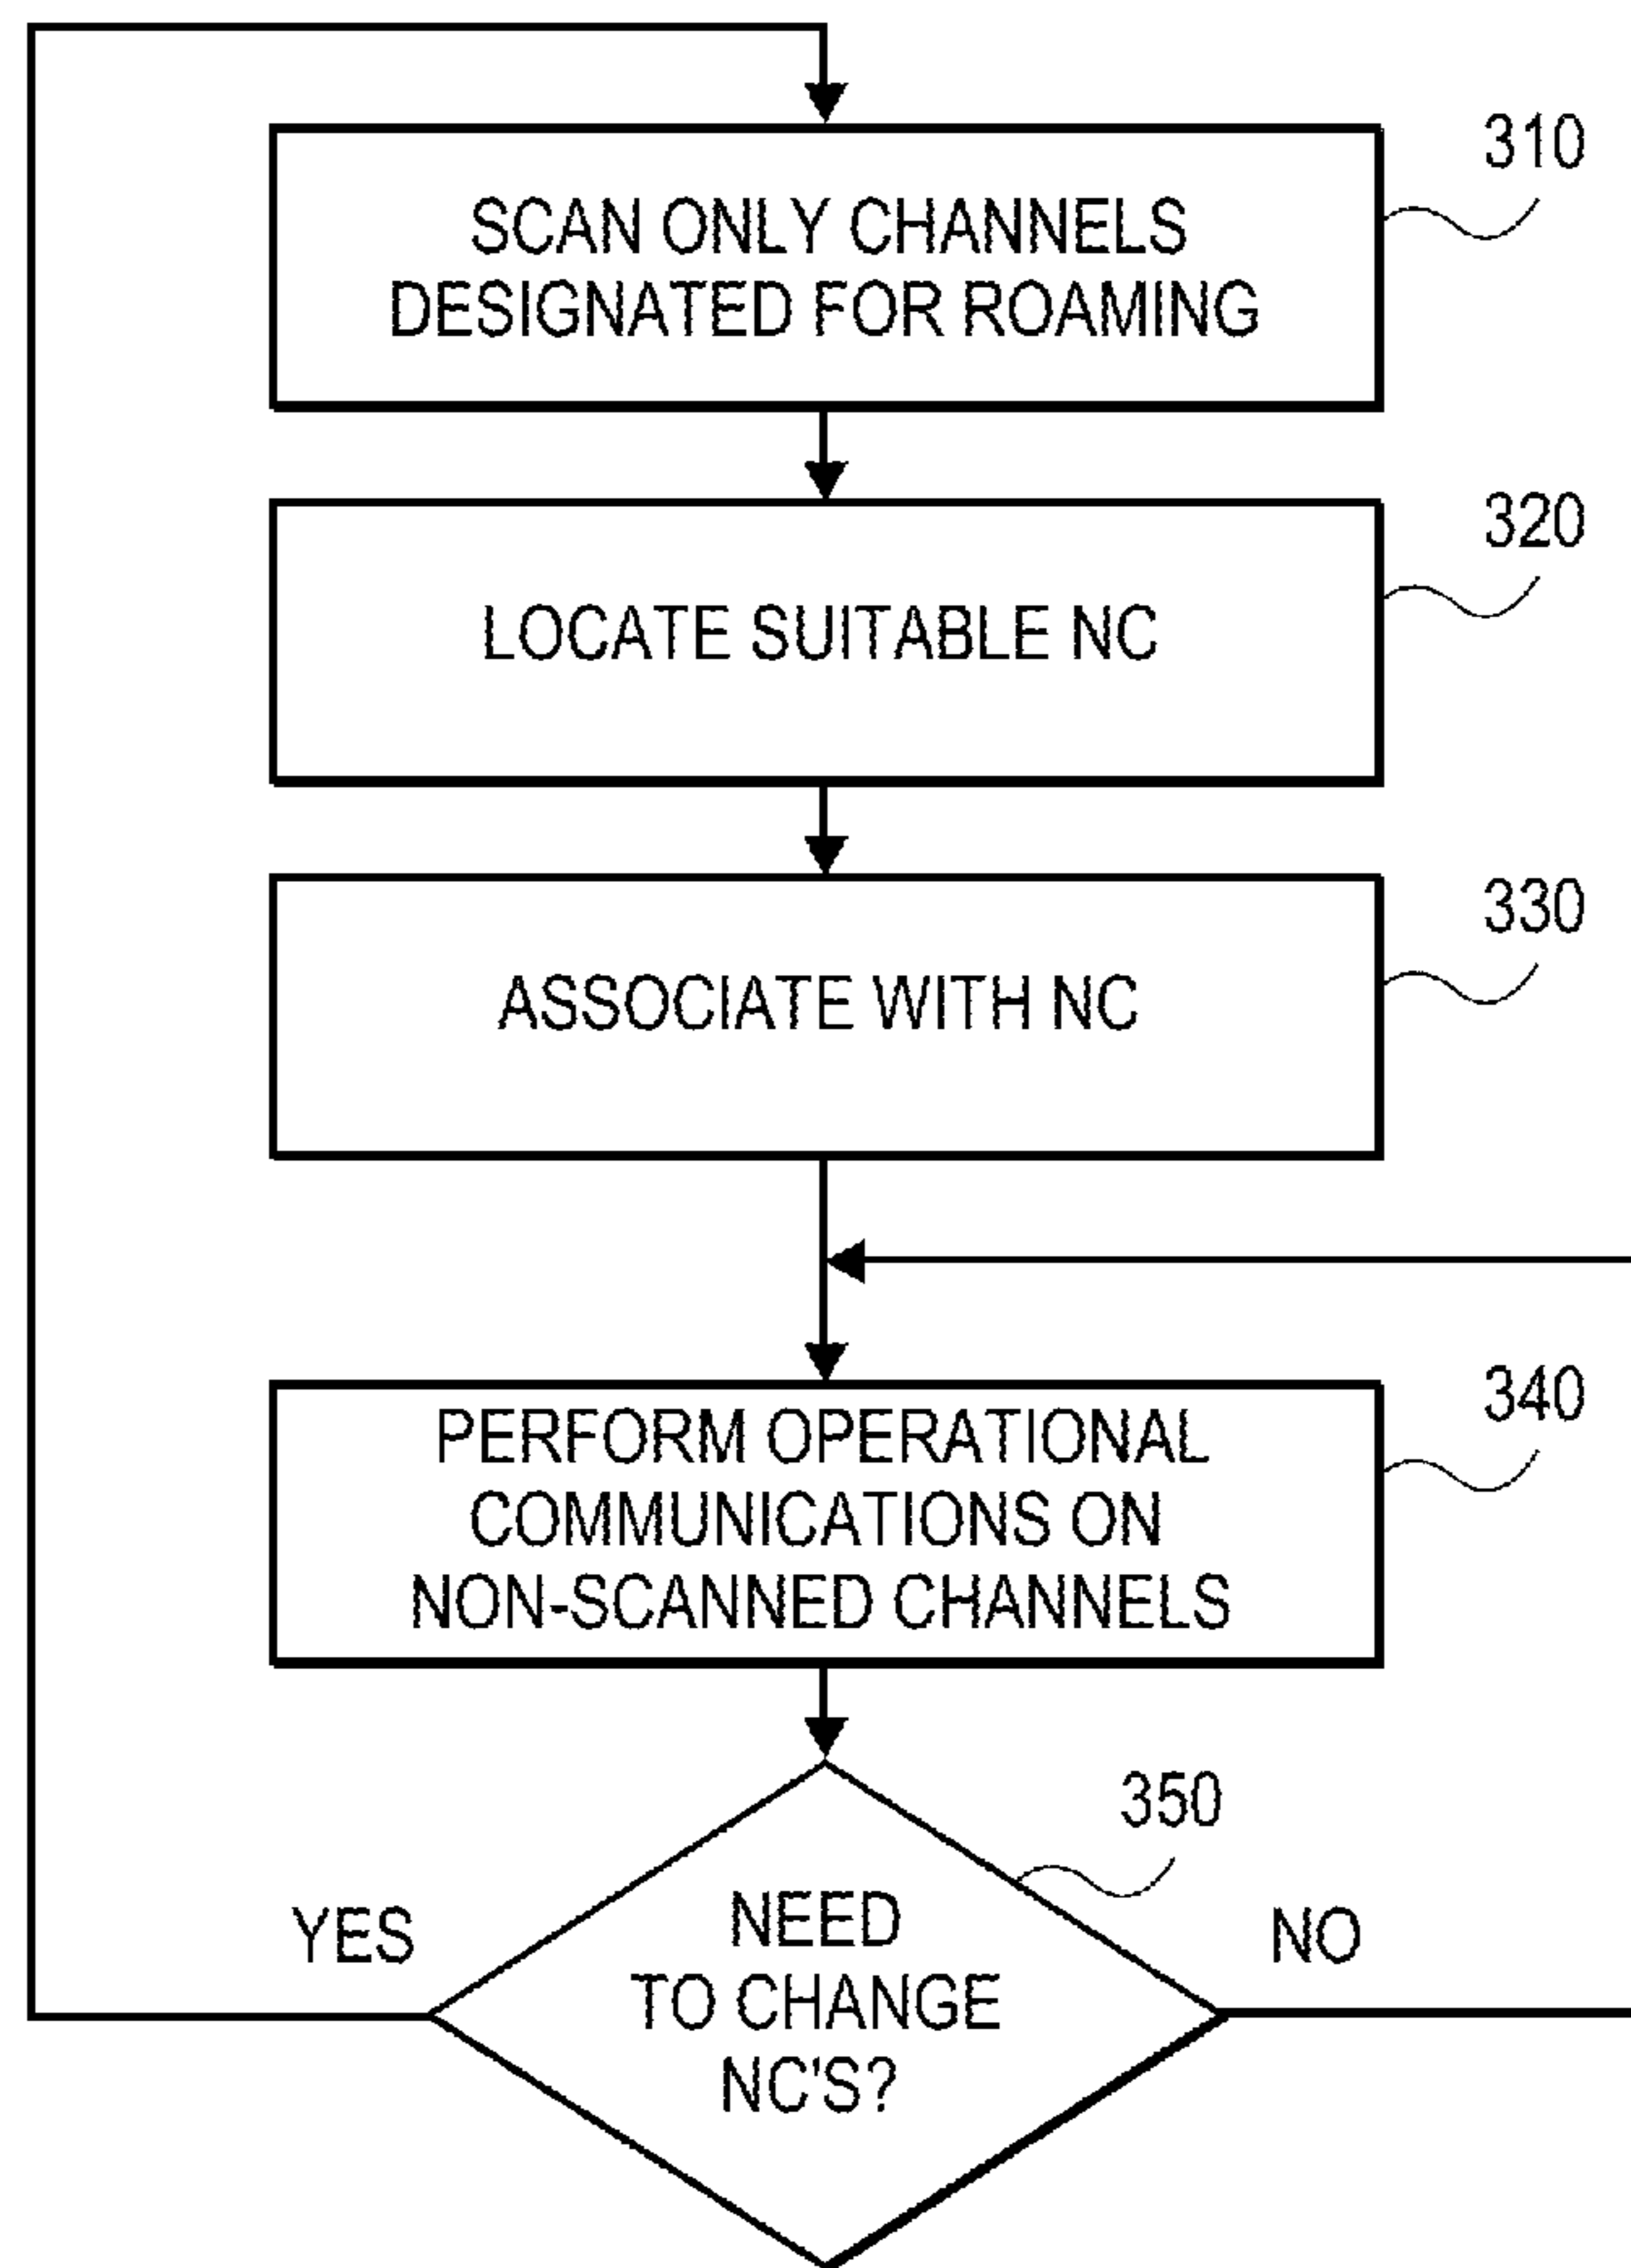 310
SCAN ONLY CHANNELS
DESIGNATED FOR ROAMING
320
LOCATE SUITABLE NC
330
ASSOCIATE WITH NC
340
PERFORM OPERATIONAL
COMMUNICATIONS ON
NON-SCANNED CHANNELS
350
YES
NEED
TO CHANGE
NC'S?
NO